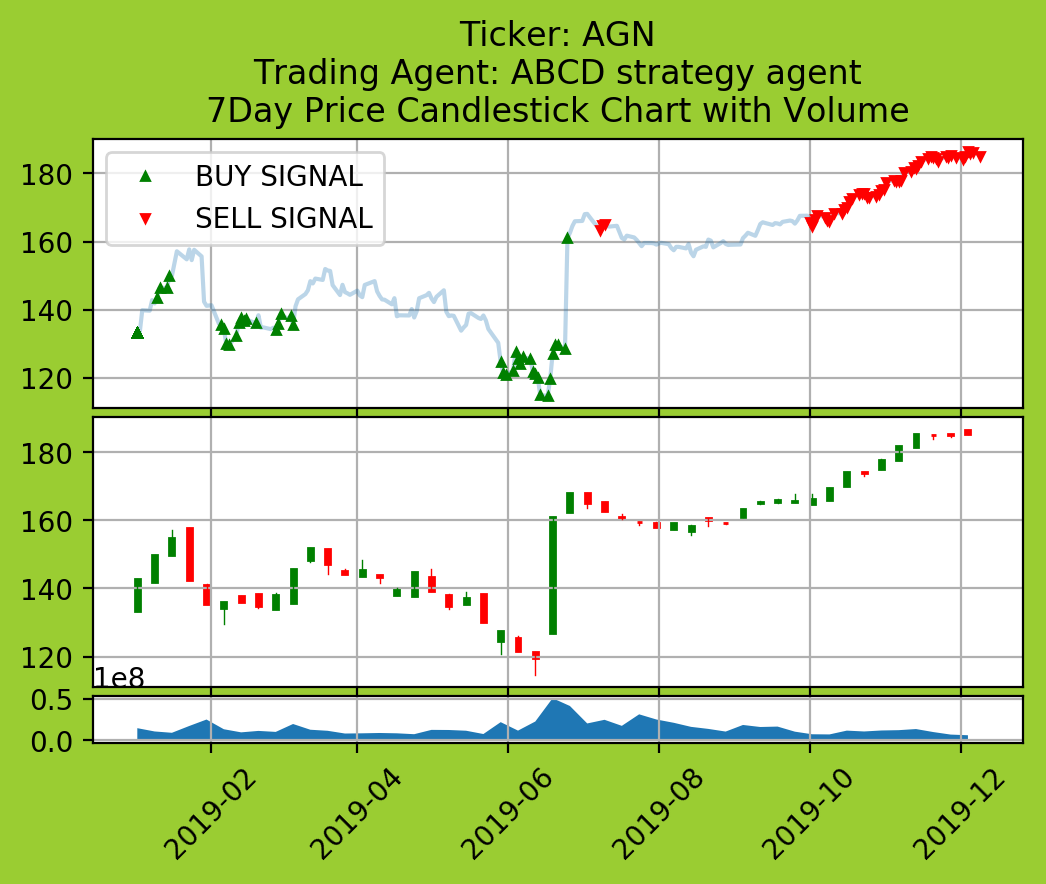 Ticker: AGN
Trading Agent: ABCD strategy agent
7Day Price Candlestick Chart with Volume
BUY SIGNAL
SELL SIGNAL
180
160
140
120
180
160
140
120
1e8
0.5
0.0
2019-02
2019-04
2019-06
2019-08
2019-10
2019-12